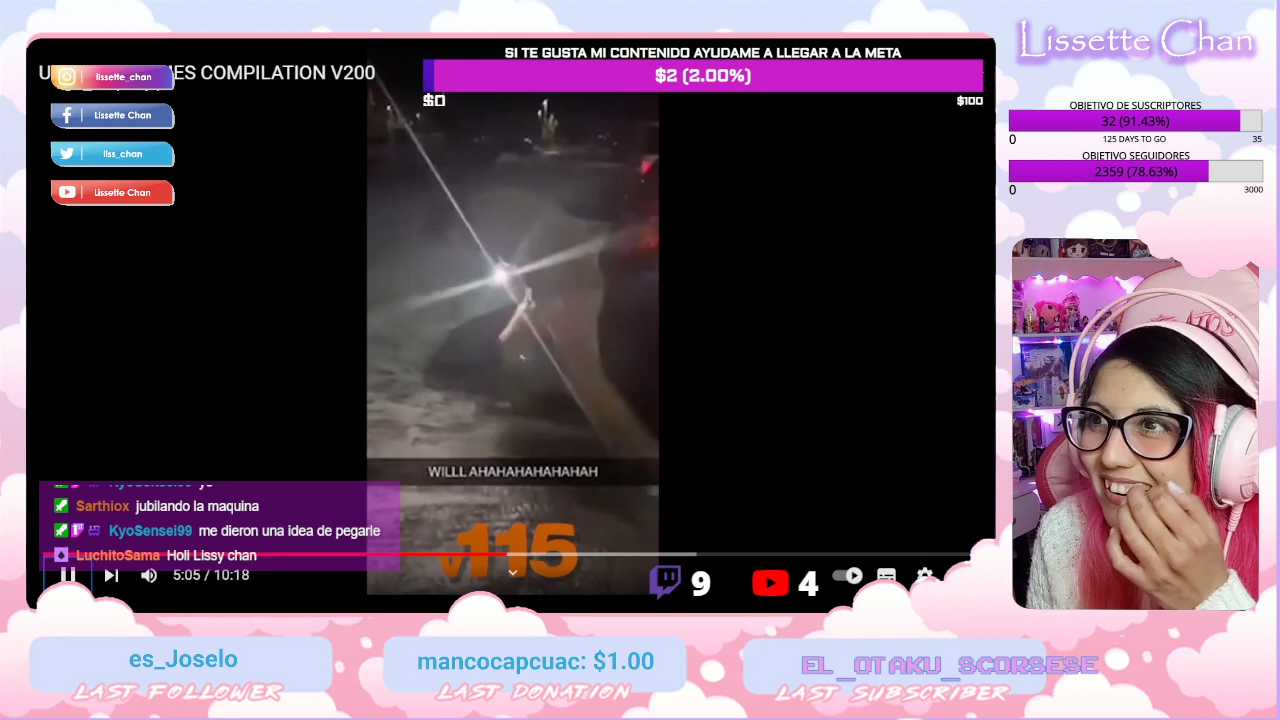 Lissette Chan
SI TE GUSTA MI CONTENIDO AYUDAME A LLEGAR A LA META
$2 (2.00%)
$0
$100
ES COMPILATION V200
lissette_chan
Lissette Chan
liss_chan
Lissette Chan
OBJETIVO DE SUSCRIPTORES
32 (91.43%)
0
125 DAYS TO GO
35
OBJETIVO SEGUIDORES
2359 (78.63%)
0
3000
WILLL AHAHAHAHAHAHAH
v115
Sarthiox jubilando la maquina
KyoSensei99 me dieron una idea de pegarle
LuchitoSama Holi Lissy chan
5:05 / 10:18
9
4
es_Joselo
LAST FOLLOWER
mancocapcuac: $1.00
LAST DONATION
EL_OTAKU_SCORSESE
LAST SUBSCRIBER